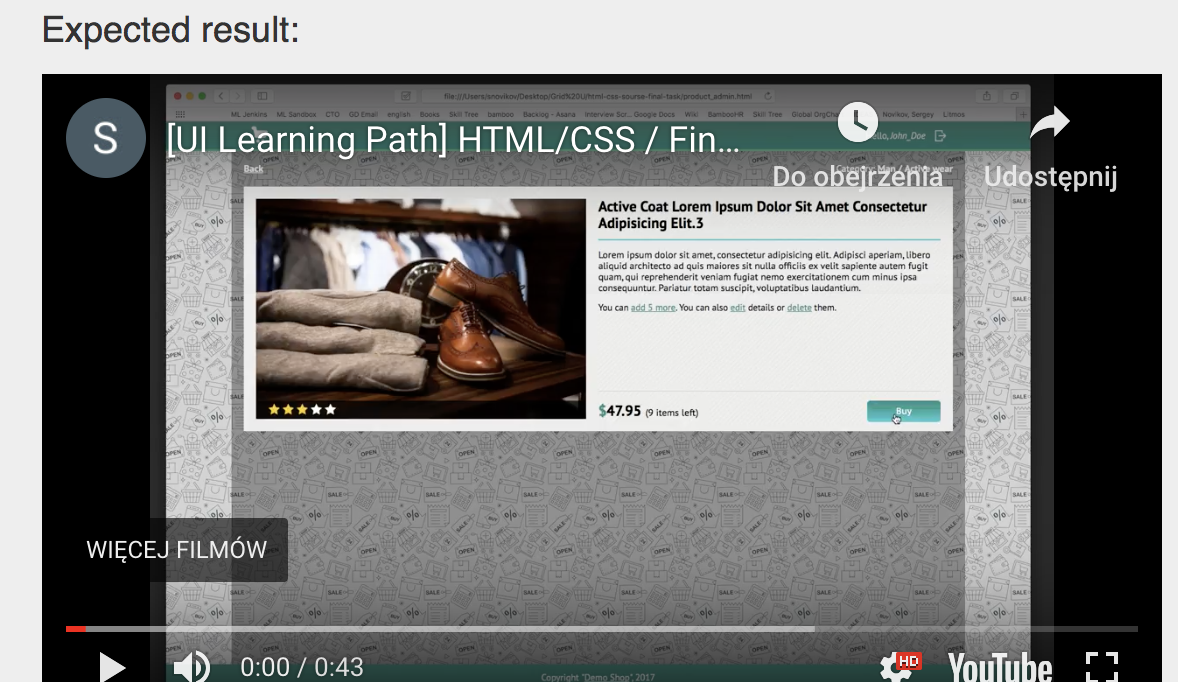 Expected result:
S
[UI Learning Path] HTML/CSS / Fin...
Do obejrzenia
Udostępnij
file:///Users/snovikov/Desktop/Grid%20U/html-css-sourse-final-task/product_admin.html
ML Jenkins ML Sandbox CTO GD Email english Books Skill Tree bamboo Backlog - Asana Interview Scr... Google Docs Wiki BambooHR Skill Tree Global OrgCha Novikov, Sergey Litmos
John_Doe
Back
Man / Active wear
Active Coat Lorem Ipsum Dolor Sit Amet Consectetur
Adipisicing Elit.3
Lorem ipsum dolor sit amet, consectetur adipisicing elit. Adipisci aperiam, libero
aliquid architecto ad quis maiores sit nulla officiis ex velit sapiente autem fugit
quam, qui reprehenderit veniam fugiat nemo exercitationem cum minus ipsa
consequuntur. Pariatur totam suscipit, voluptatibus laudantium.
You can add 5 more. You can also edit details or delete them.
$47.95 (9 items left)
Buy
WIĘCEJ FILMÓW
0:00 / 0:43
HD
YouTube
Copyright "Demo Shop", 2017